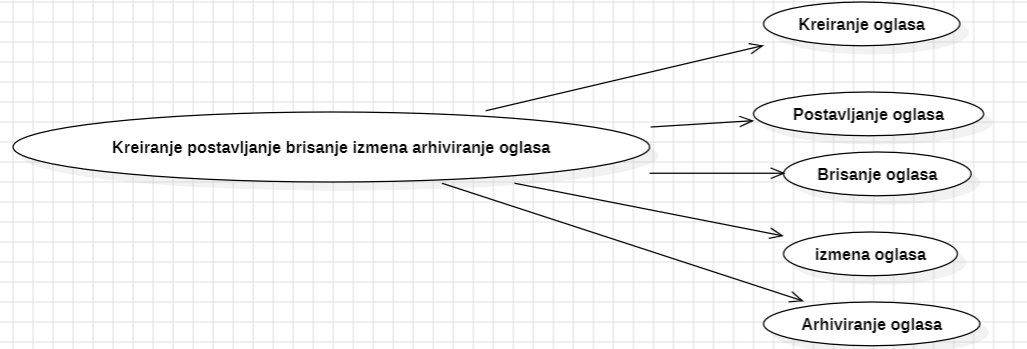 Kreiranje oglasa
Postavljanje oglasa
Kreiranje postavljanje brisanje izmena arhiviranje oglasa
Brisanje oglasa
izmena oglasa
Arhiviranje oglasa